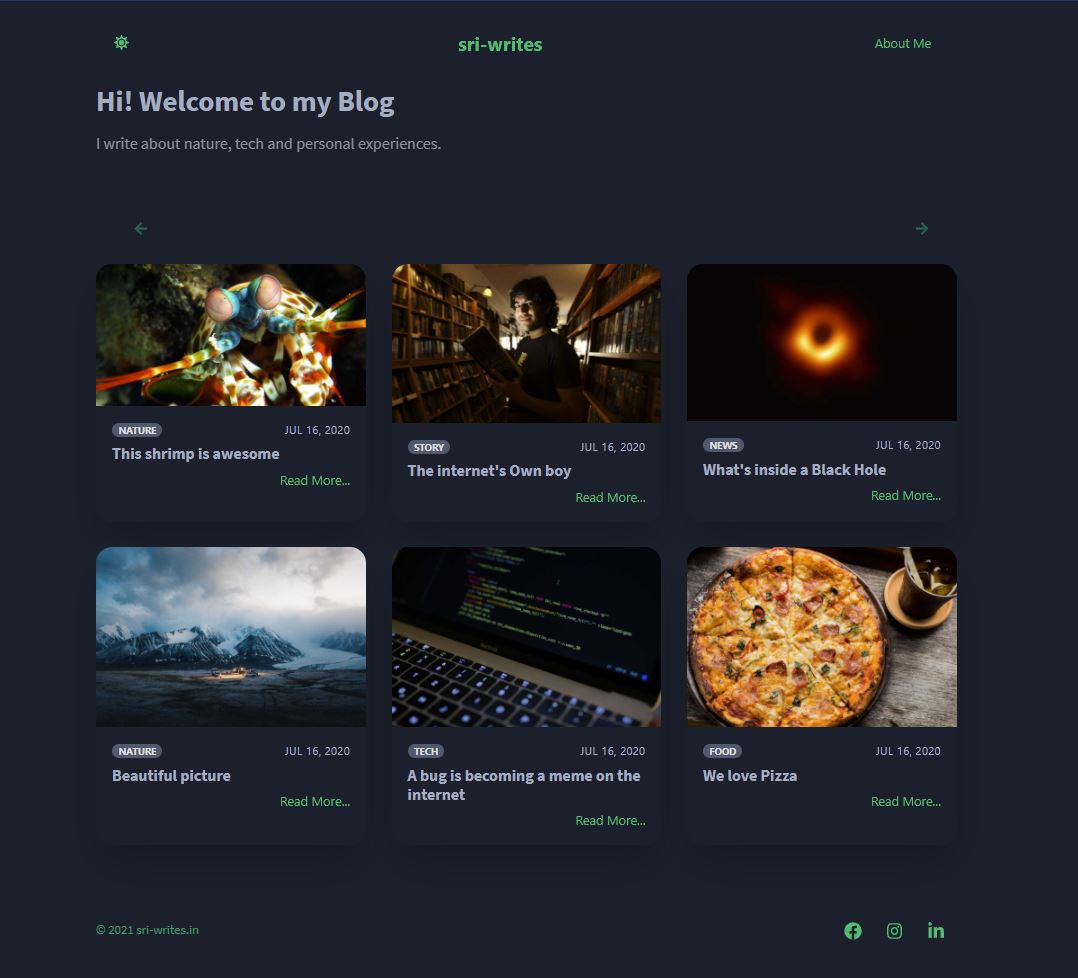 sri-writes
About Me
Hi! Welcome to my Blog
I write about nature, tech and personal experiences.
NATURE
JUL 16, 2020
This shrimp is awesome
Read More...
STORY
JUL 16, 2020
The internet's Own boy
Read More...
NEWS
JUL 16, 2020
What's inside a Black Hole
Read More...
NATURE
JUL 16, 2020
Beautiful picture
Read More...
TECH
JUL 16, 2020
A bug is becoming a meme on the
internet
Read More...
FOOD
JUL 16, 2020
We love Pizza
Read More...
© 2021 sri-writes.in